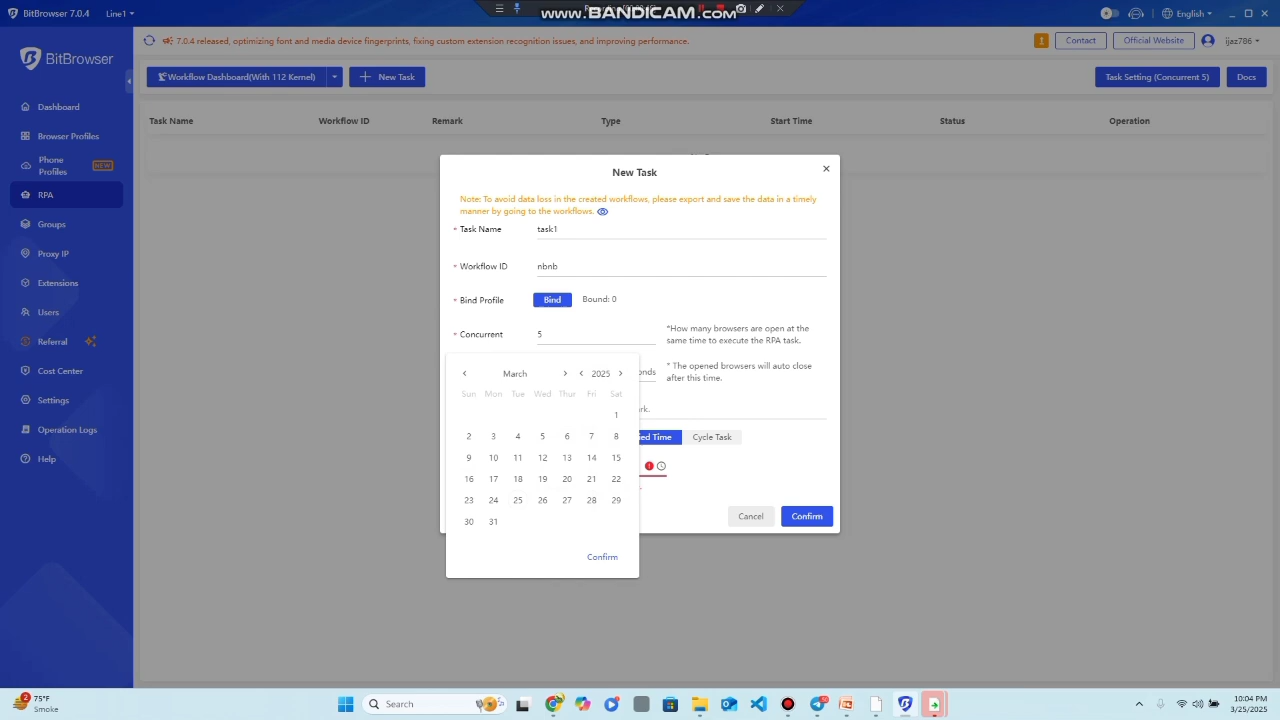 BitBrowser 7.0.4
Line1
www.BANDICAM.com
English
7.0.4 released, optimizing font and media device fingerprints, fixing custom extension recognition issues, and improving performance.
Contact
Official Website
ijaz786
BitBrowser
Workflow Dashboard(With 112 Kernel)
New Task
Task Setting (Concurrent 5)
Docs
Dashboard
Browser Profiles
Phone Profiles
NEW
RPA
Groups
Proxy IP
Extensions
Users
Referral
Cost Center
Settings
Operation Logs
Help
Task Name
Workflow ID
Remark
Type
Start Time
Status
Operation
New Task
Note: To avoid data loss in the created workflows, please export and save the data in a timely
manner by going to the workflows.
* Task Name
task1
* Workflow ID
nbnb
* Bind Profile
Bind
Bound: 0
* Concurrent
5
*How many browsers are open at the
same time to execute the RPA task.
onds
* The opened browsers will auto close
after this time.
rk.
ied Time
Cycle Task
Cancel
Confirm
March
2025
Sun Mon Tue Wed Thur Fri Sat
1
2 3 4 5 6 7 8
9 10 11 12 13 14 15
16 17 18 19 20 21 22
23 24 25 26 27 28 29
30 31
Confirm
2
75°F
Smoke
Search
10:04 PM
3/25/2025